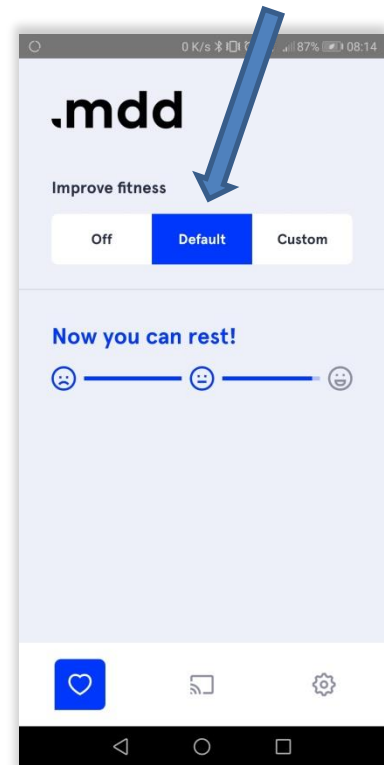 0 K/s 87% 08:14
.mdd
Improve fitness
Off Default Custom
Now you can rest!